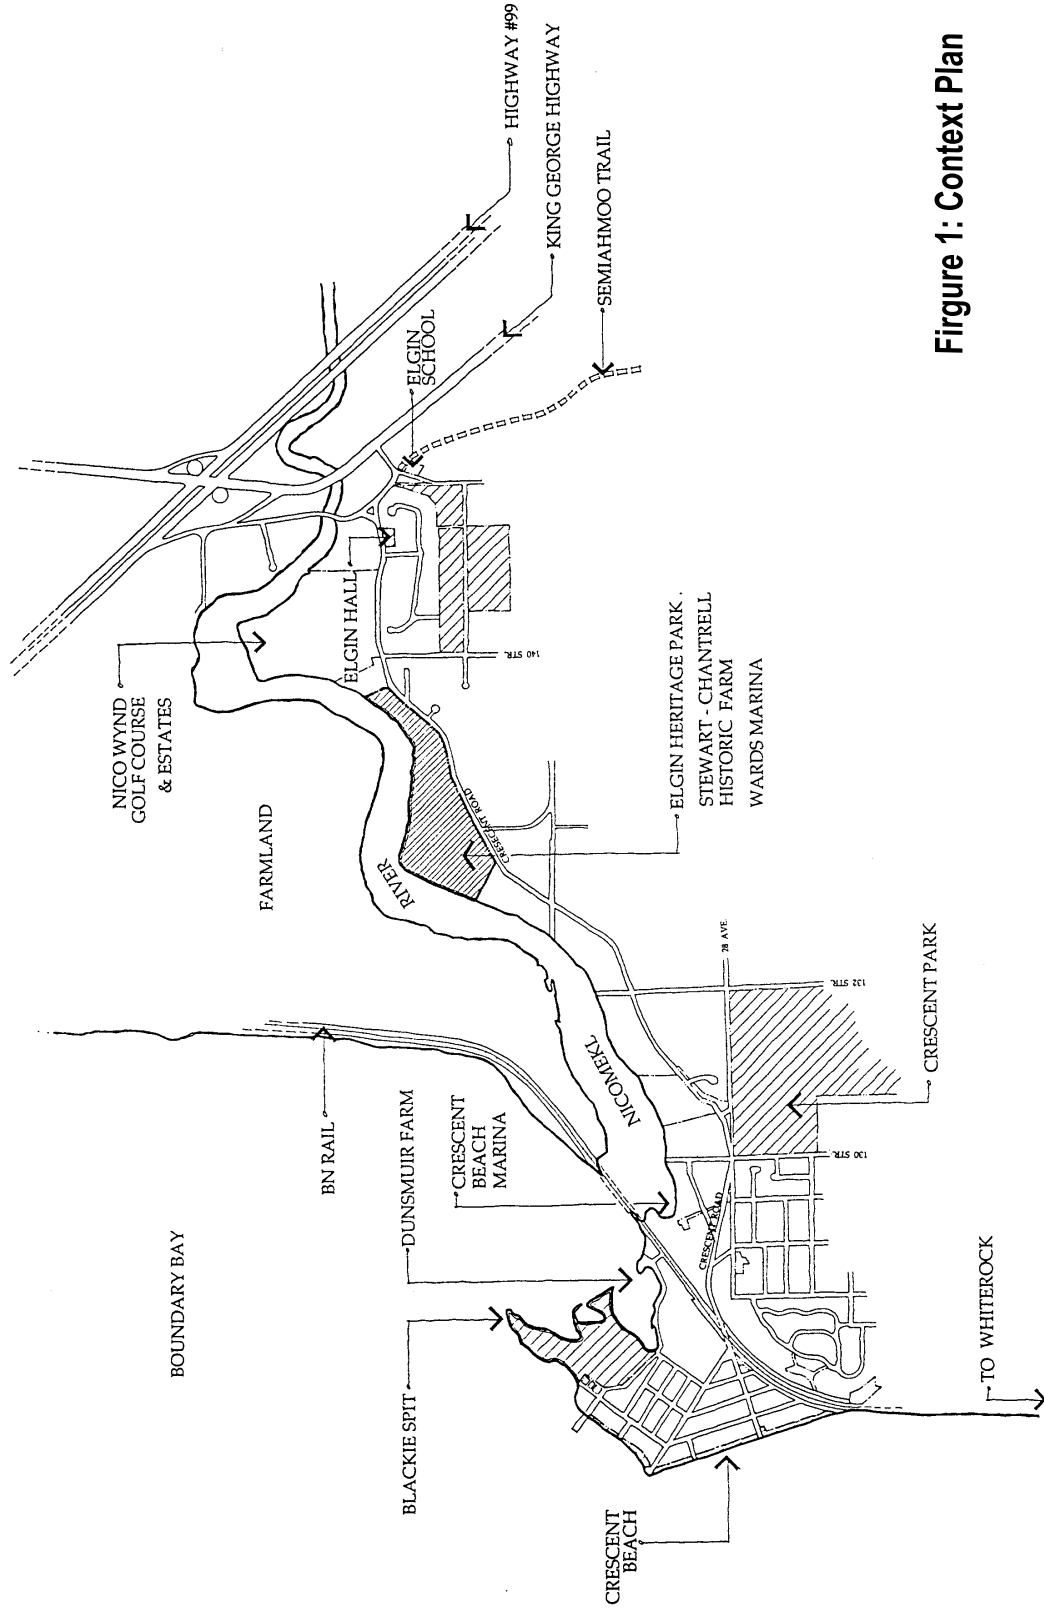 HIGHWAY #99
KING GEORGE HIGHWAY
SEMIAHMOO TRAIL
ELGIN
SCHOOL
ELGIN HALL
NICO WYND
GOLF COURSE
& ESTATES
140 STR.
ELGIN HERITAGE PARK .
STEWART - CHANTRELL
HISTORIC FARM
WARDS MARINA
FARMLAND
RIVER
CRESECNT ROAD
28 AVE.
132 STR.
CRESCENT PARK
NICOMEKL
BN RAIL
DUNSMUIR FARM
CRESCENT
BEACH
MARINA
130 STR.
CRESCENT ROAD
BOUNDARY BAY
BLACKIE SPIT
TO WHITEROCK
CRESCENT
BEACH
Firgure 1: Context Plan